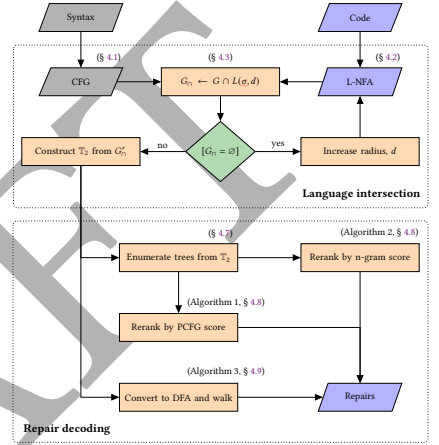 Syntax
Code
(§ 4.1)
(§ 4.3)
(§ 4.2)
CFG
G∩ ← G ∩ L(σ, d)
L-NFA
[G∩ = ∅]
no
yes
Construct 𝕋₂ from G′∩
Increase radius, d
Language intersection
(§ 4.7)
(Algorithm 2, § 4.8)
Enumerate trees from 𝕋₂
Rerank by n-gram score
(Algorithm 1, § 4.8)
Rerank by PCFG score
(Algorithm 3, § 4.9)
Convert to DFA and walk
Repairs
Repair decoding